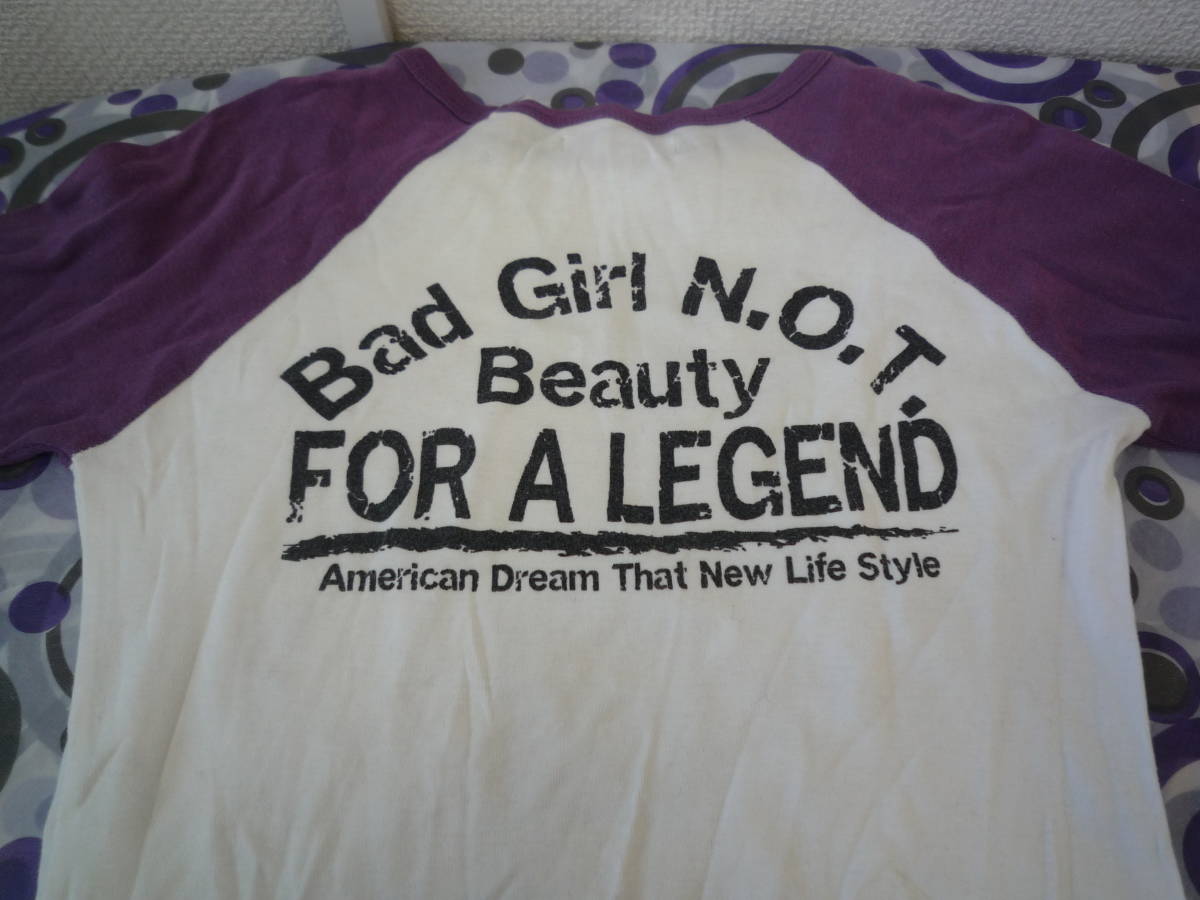 Bad Girl N.O.T.
Beauty
FOR A LEGEND
American Dream That New Life Style